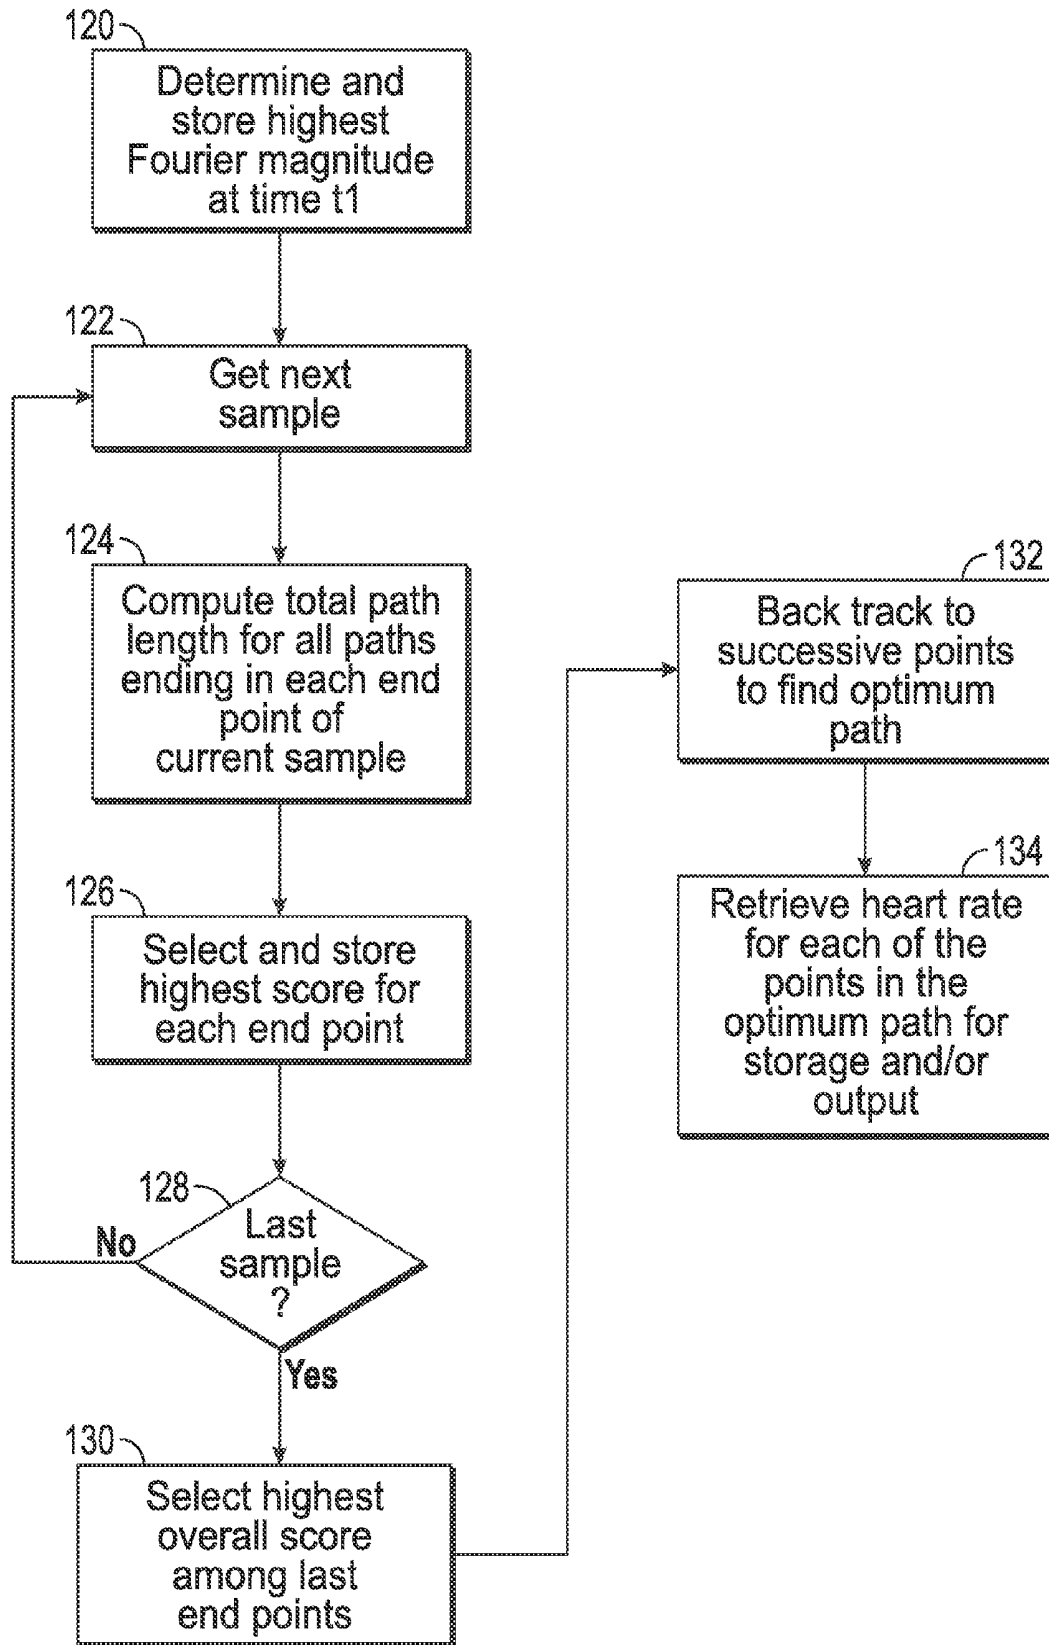 120
Determine and
store highest
Fourier magnitude
at time t1
122
Get next
sample
124
Compute total path
length for all paths
ending in each end
point of
current sample
126
Select and store
highest score for
each end point
128
Last
sample
?
No
Yes
130
Select highest
overall score
among last
end points
132
Back track to
successive points
to find optimum
path
134
Retrieve heart rate
for each of the
points in the
optimum path for
storage and/or
output